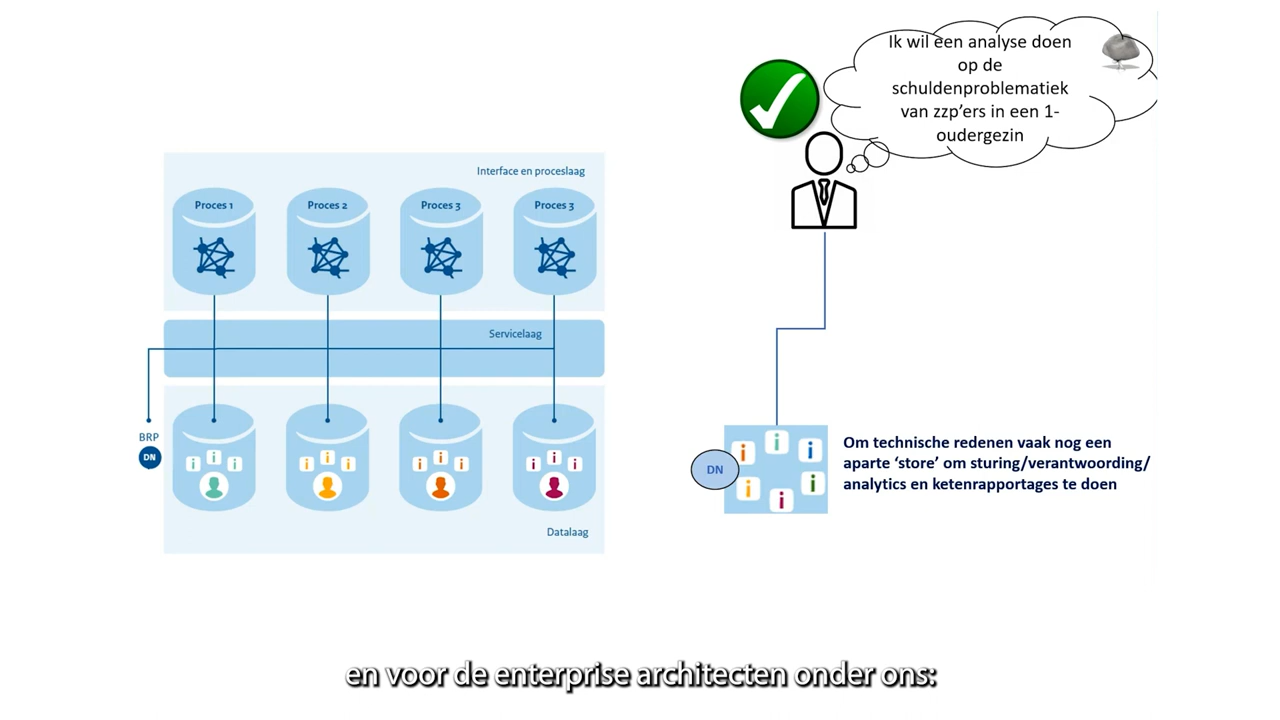 Ik wil een analyse doen
op de
schuldenproblematiek
van zzp'ers in een 1-
oudergezin
Interface en proceslaag
Proces 1
Proces 2
Proces 3
Proces 3
Servicelaag
BRP
DN
i i i
i i i
i i i
i i i
Datalaag
DN
i i i
i i i
Om technische redenen vaak nog een
aparte ‘store’ om sturing/verantwoording/
analytics en ketenrapportages te doen
en voor de enterprise architecten onder ons: